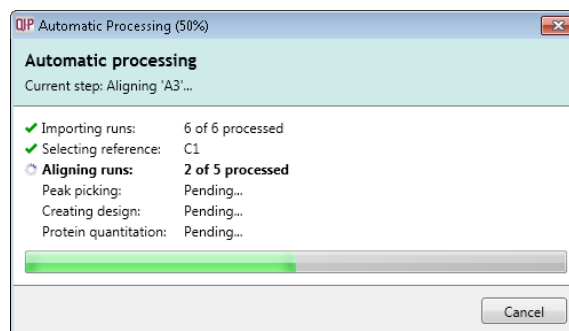 QIP Automatic Processing (50%)
Automatic processing
Current step: Aligning 'A3'...
Importing runs: 6 of 6 processed
Selecting reference: C1
Aligning runs: 2 of 5 processed
Peak picking: Pending...
Creating design: Pending...
Protein quantitation: Pending...
Cancel